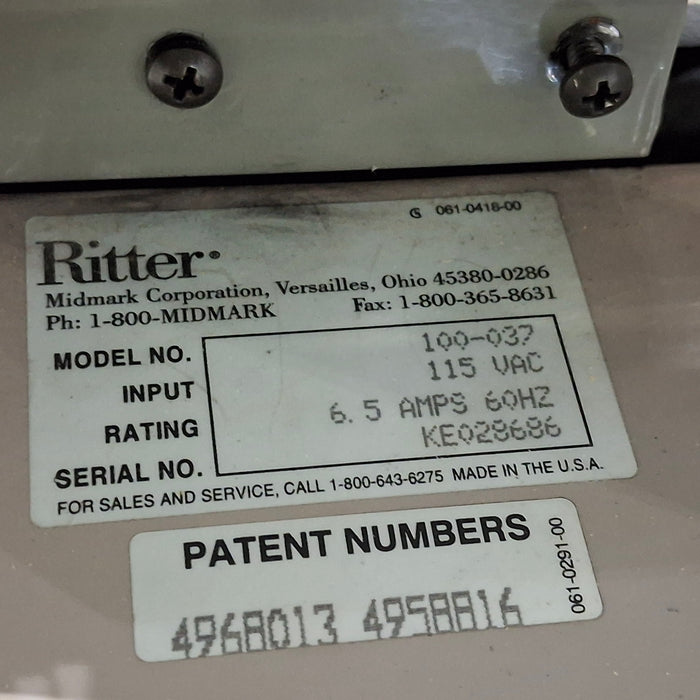 061-0418-00
Ritter®
Midmark Corporation, Versailles, Ohio 45380-0286
Ph: 1-800-MIDMARK Fax: 1-800-365-8631
MODEL NO. 100-037
INPUT 115 VAC
RATING 6.5 AMPS 60HZ
SERIAL NO. KE028686
FOR SALES AND SERVICE, CALL 1-800-643-6275 MADE IN THE U.S.A.
PATENT NUMBERS
4968013 4958816
061-0291-00